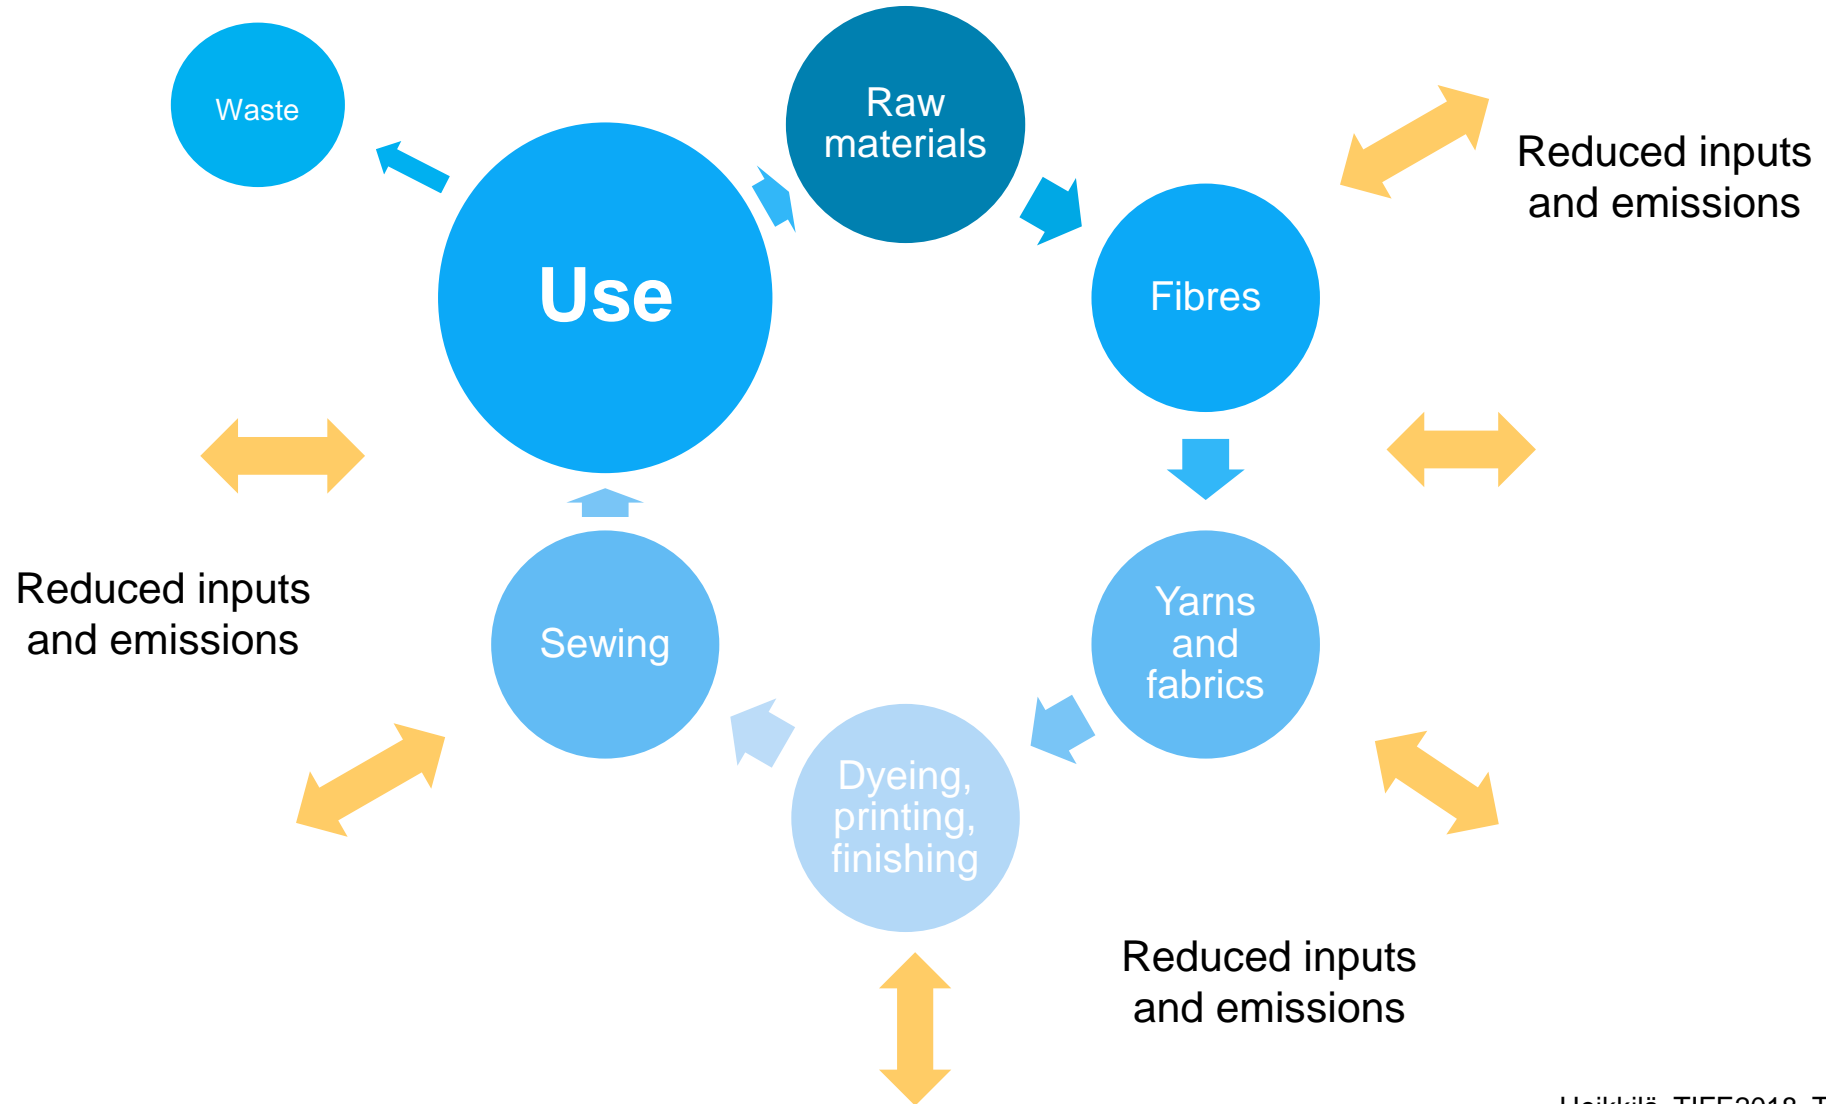 Waste
Raw
materials
Reduced inputs
and emissions
Use
Fibres
Reduced inputs
and emissions
Sewing
Yarns
and
fabrics
Dyeing,
printing,
finishing
Reduced inputs
and emissions